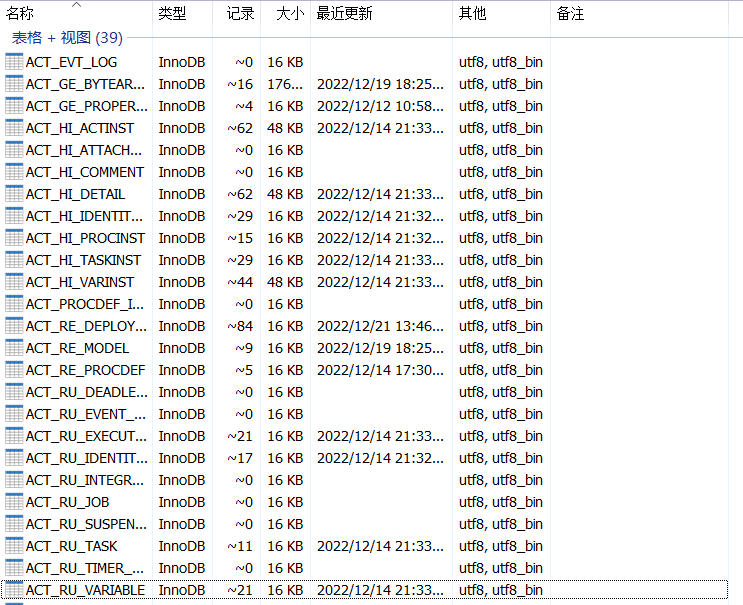 名称 类型 记录 大小 最近更新 其他 备注
表格 + 视图 (39)
ACT_EVT_LOG InnoDB ~0 16 KB utf8, utf8_bin
ACT_GE_BYTEAR... InnoDB ~16 176... 2022/12/19 18:25... utf8, utf8_bin
ACT_GE_PROPER... InnoDB ~4 16 KB 2022/12/12 10:58... utf8, utf8_bin
ACT_HI_ACTINST InnoDB ~62 48 KB 2022/12/14 21:33... utf8, utf8_bin
ACT_HI_ATTACH... InnoDB ~0 16 KB utf8, utf8_bin
ACT_HI_COMMENT InnoDB ~0 16 KB utf8, utf8_bin
ACT_HI_DETAIL InnoDB ~62 48 KB 2022/12/14 21:33... utf8, utf8_bin
ACT_HI_IDENTIT... InnoDB ~29 16 KB 2022/12/14 21:32... utf8, utf8_bin
ACT_HI_PROCINST InnoDB ~15 16 KB 2022/12/14 21:32... utf8, utf8_bin
ACT_HI_TASKINST InnoDB ~29 16 KB 2022/12/14 21:33... utf8, utf8_bin
ACT_HI_VARINST InnoDB ~44 48 KB 2022/12/14 21:33... utf8, utf8_bin
ACT_PROCDEF_I... InnoDB ~0 16 KB utf8, utf8_bin
ACT_RE_DEPLOY... InnoDB ~84 16 KB 2022/12/21 13:46... utf8, utf8_bin
ACT_RE_MODEL InnoDB ~9 16 KB 2022/12/19 18:25... utf8, utf8_bin
ACT_RE_PROCDEF InnoDB ~5 16 KB 2022/12/14 17:30... utf8, utf8_bin
ACT_RU_DEADLE... InnoDB ~0 16 KB utf8, utf8_bin
ACT_RU_EVENT_... InnoDB ~0 16 KB utf8, utf8_bin
ACT_RU_EXECUT... InnoDB ~21 16 KB 2022/12/14 21:33... utf8, utf8_bin
ACT_RU_IDENTIT... InnoDB ~17 16 KB 2022/12/14 21:32... utf8, utf8_bin
ACT_RU_INTEGR... InnoDB ~0 16 KB utf8, utf8_bin
ACT_RU_JOB InnoDB ~0 16 KB utf8, utf8_bin
ACT_RU_SUSPEN... InnoDB ~0 16 KB utf8, utf8_bin
ACT_RU_TASK InnoDB ~11 16 KB 2022/12/14 21:33... utf8, utf8_bin
ACT_RU_TIMER_... InnoDB ~0 16 KB utf8, utf8_bin
ACT_RU_VARIABLE InnoDB ~21 16 KB 2022/12/14 21:33... utf8, utf8_bin